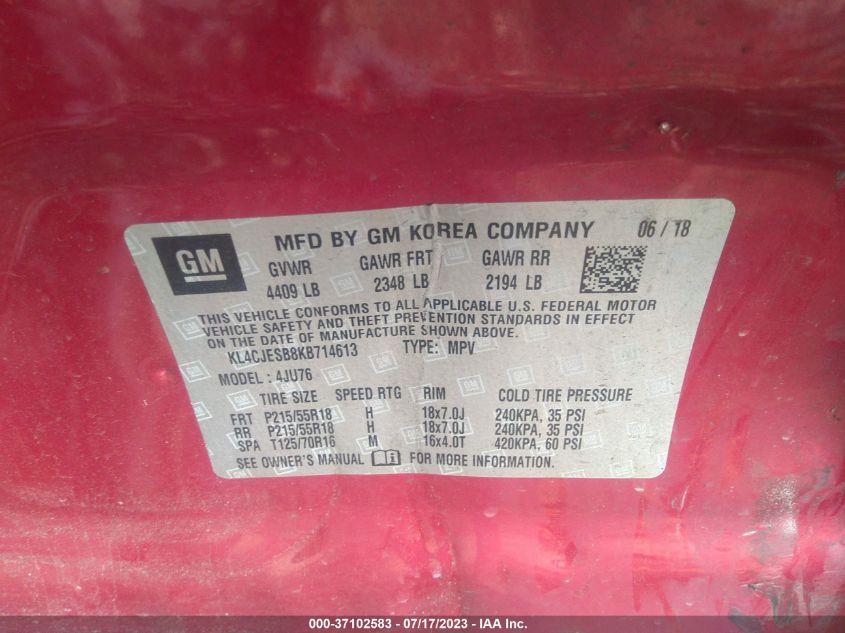 GM
MFD BY GM KOREA COMPANY 06 / 18
GVWR GAWR FRT GAWR RR
4409 LB 2348 LB 2194 LB
THIS VEHICLE CONFORMS TO ALL APPLICABLE U.S. FEDERAL MOTOR
VEHICLE SAFETY AND THEFT PREVENTION STANDARDS IN EFFECT
ON THE DATE OF MANUFACTURE SHOWN ABOVE.
KL4CJESB8KB714613 TYPE: MPV
MODEL: 4JU76
TIRE SIZE SPEED RTG RIM COLD TIRE PRESSURE
FRT P215/55R18 H 18x7.0J 240KPA, 35 PSI
RR P215/55R18 H 18x7.0J 240KPA, 35 PSI
SPA T125/70R16 M 16x4.0T 420KPA, 60 PSI
SEE OWNER'S MANUAL FOR MORE INFORMATION.
000-37102583 - 07/17/2023 - IAA Inc.